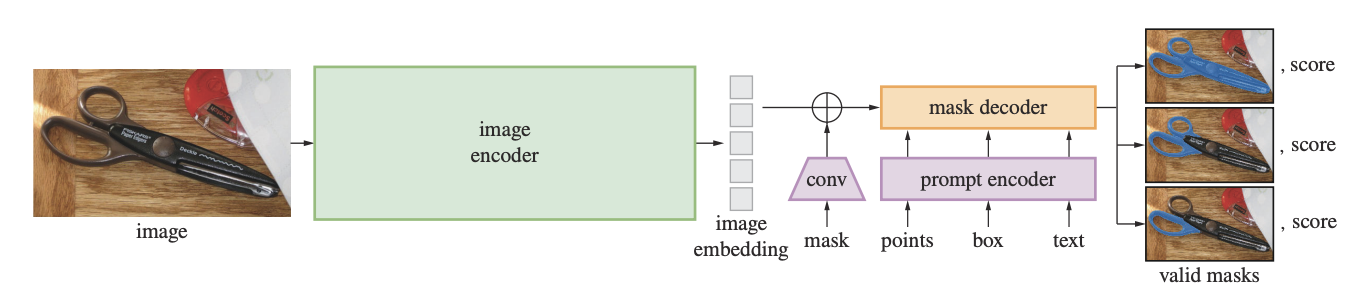 image
image
encoder
image
embedding
conv
mask
mask decoder
prompt encoder
points
box
text
, score
, score
, score
valid masks